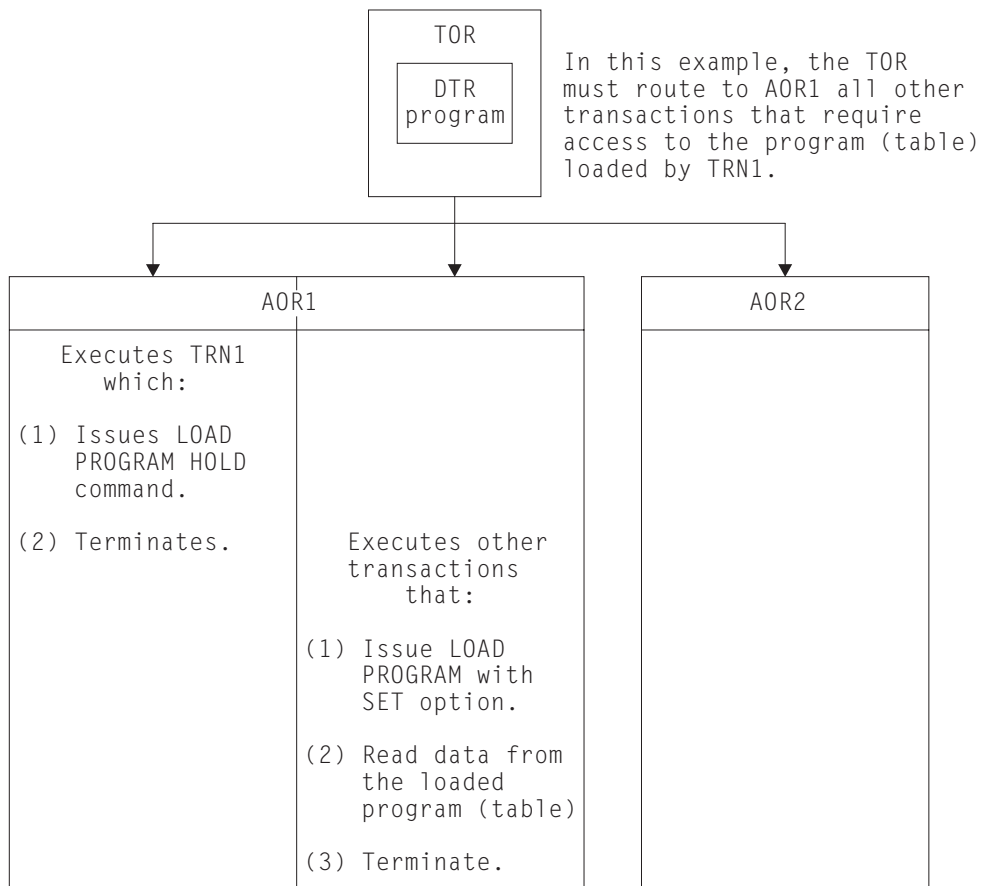 TOR
DTR
program
In this example, the TOR
must route to AOR1 all other
transactions that require
access to the program (table)
loaded by TRN1.
AOR1
AOR2
Executes TRN1
which:
(1) Issues LOAD
PROGRAM HOLD
command.
(2) Terminates.
Executes other
transactions
that:
(1) Issue LOAD
PROGRAM with
SET option.
(2) Read data from
the loaded
program (table)
(3) Terminate.